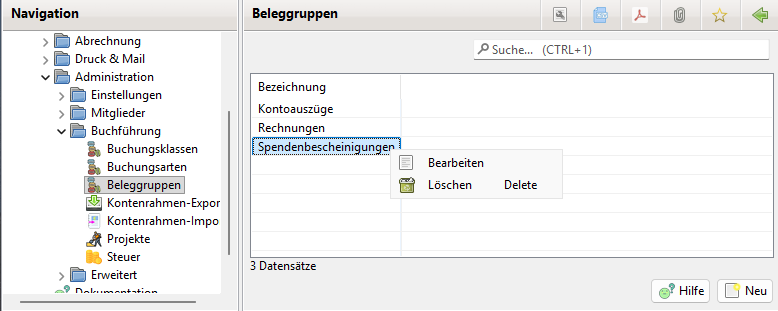 Navigation
Abrechnung
Druck & Mail
Administration
Einstellungen
Mitglieder
Buchführung
Buchungsklassen
Buchungsarten
Beleggruppen
Kontenrahmen-Expor
Kontenrahmen-Impo
Projekte
Steuer
Erweitert
Dokumentation
Beleggruppen
Suche... (CTRL+1)
Bezeichnung
Kontoauszüge
Rechnungen
Spendenbescheinigungen
Bearbeiten
Löschen Delete
3 Datensätze
Hilfe
Neu